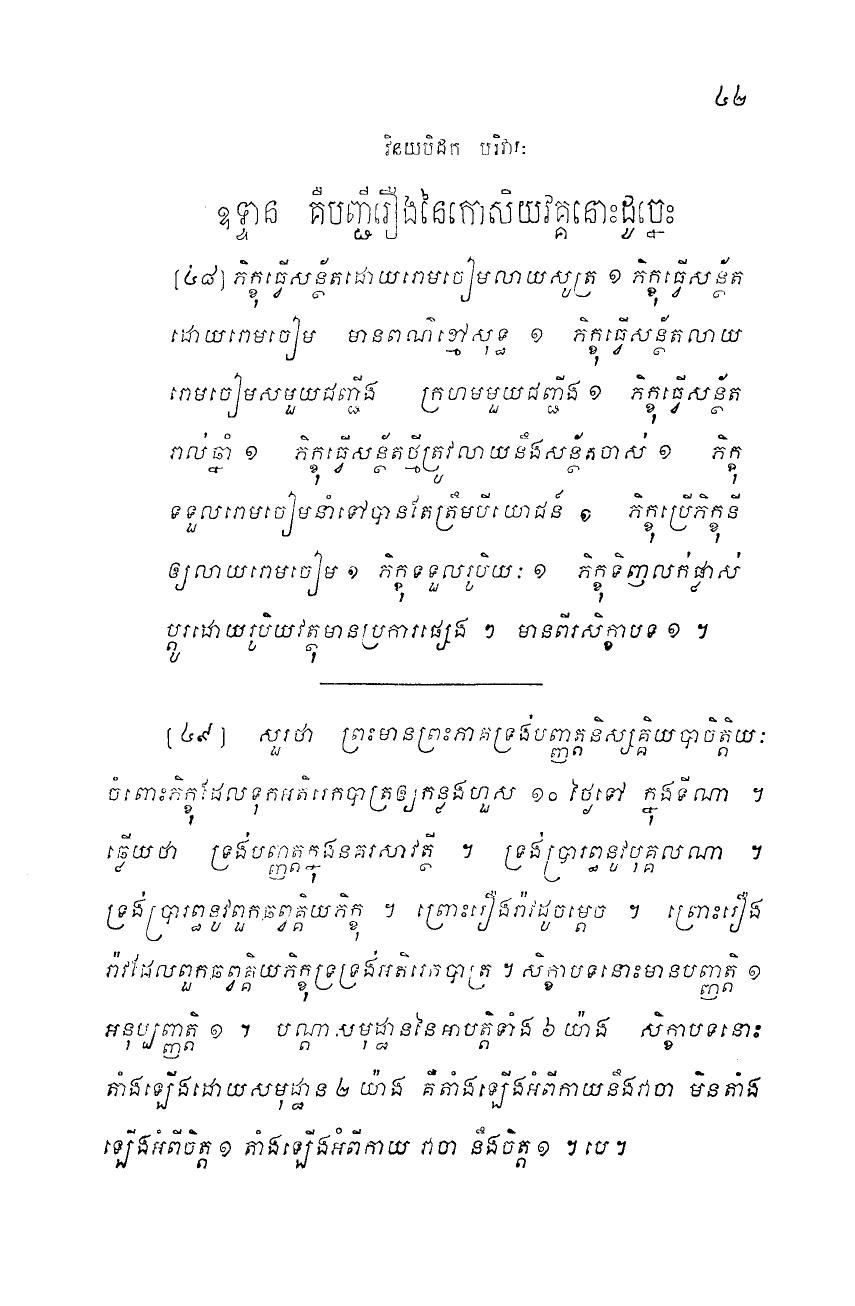 ៤២
វិនយបិដក បរិវារៈ
ឧទ្ទាន គឺបញ្ជីរឿងនៃកោសិយវគ្គនោះដូច្នេះ
[៤៨] ភិក្ខុធ្វើសន្ថ័តដោយរោមចៀមលាយសូត្រ ១ ភិក្ខុធ្វើសន្ថ័ត
ដោយរោមចៀម មានពណ៌ខ្មៅសុទ្ធ ១ ភិក្ខុធ្វើសន្ថ័តលាយ
រោមចៀមសមួយជញ្ជីង ក្រហមមួយជញ្ជីង ១ ភិក្ខុធ្វើសន្ថ័ត
រាល់ឆ្នាំ ១ ភិក្ខុធ្វើសន្ថ័តថ្មីត្រូវលាយនឹងសន្ថ័តចាស់ ១ ភិក្ខុ
ទទួលរោមចៀមនាំទៅបានតែត្រឹមបីយោជន៍ ១ ភិក្ខុប្រើភិក្ខុនី
ឲ្យលាយរោមចៀម ១ ភិក្ខុទទួលរូបិយៈ ១ ភិក្ខុទិញលក់ផ្លាស់
ប្តូរដោយរូបិយវត្ថុមានប្រការផ្សេង ៗ មានពីរសិក្ខាបទ ១ ។
[៤៩] សួរថា ព្រះមានព្រះភាគទ្រង់បញ្ញត្តនិស្សគ្គិយបាចិត្តិយៈ
ចំពោះភិក្ខុដែលទុកអតិរេកបាត្រឲ្យកន្លងហួស ១០ ថ្ងៃទៅ ក្នុងទីណា ។
ឆ្លើយថា ទ្រង់បញ្ញត្តក្នុងនគរសាវត្ថី ។ ទ្រង់ប្រារព្ធនូវបុគ្គលណា ។
ទ្រង់ប្រារព្ធនូវពួកឆព្វគ្គិយភិក្ខុ ។ ព្រោះរឿងរ៉ាវដូចម្តេច ។ ព្រោះរឿង
រ៉ាវដែលពួកឆព្វគ្គិយភិក្ខុទ្រទ្រង់អតិរេកបាត្រ ។ សិក្ខាបទនោះមានបញ្ញត្តិ ១
អនុប្បញ្ញាត្តិ ១ ។ បណ្តាសមុដ្ឋាននៃអាបត្តិទាំង ៦ យ៉ាង សិក្ខាបទនោះ
តាំងឡើងដោយសមុដ្ឋាន ២ យ៉ាង គឺតាំងឡើងអំពីកាយនឹងវាចា មិនតាំង
ឡើងអំពីចិត្ត ១ តាំងឡើងអំពីកាយ វាចា នឹងចិត្ត ១ ។ បេ ។